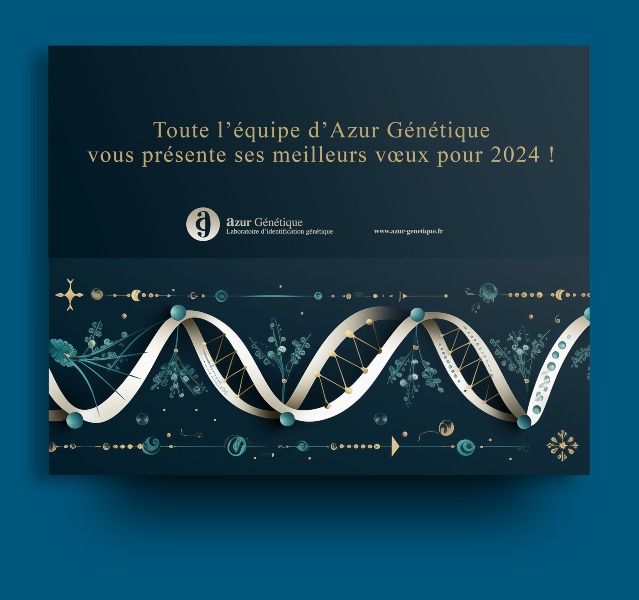 Toute l’équipe d’Azur Génétique
vous présente ses meilleurs vœux pour 2024 !
ag
azur Génétique
Laboratoire d’identification génétique
www.azur-genetique.fr